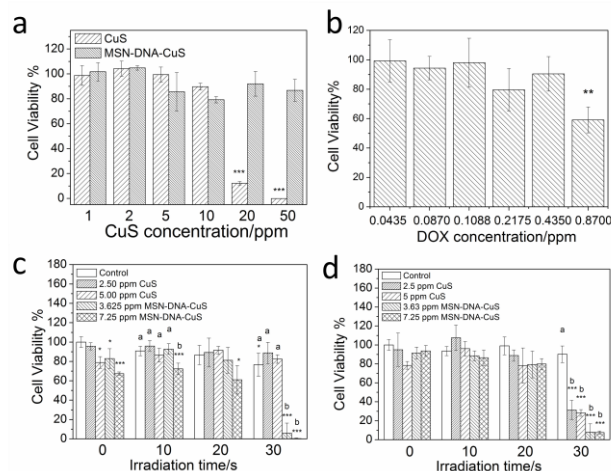 a
CuS
MSN-DNA-CuS
Cell Viability %
140
120
100
80
60
40
20
0
***
***
1 2 5 10 20 50
CuS concentration/ppm
b
Cell Viability%
120
100
80
60
40
20
0
**
0.0435 0.0870 0.1088 0.2175 0.4350 0.8700
DOX concentration/ppm
c
Control
2.50 ppm CuS
5.00 ppm CuS
3.625 ppm MSN-DNA-CuS
7.25 ppm MSN-DNA-CuS
Cell Viability %
200
180
160
140
120
100
80
60
40
20
0
* * ***
a a a a b ***
*
a * a a b *** b ***
0 10 20 30
Irradiation time/s
d
Control
2.5 ppm CuS
5 ppm CuS
3.63 ppm MSN-DNA-CuS
7.25 ppm MSN-DNA-CuS
Cell Viability %
200
180
160
140
120
100
80
60
40
20
0
a b *** b *** b *** b ***
0 10 20 30
Irradiation time/s